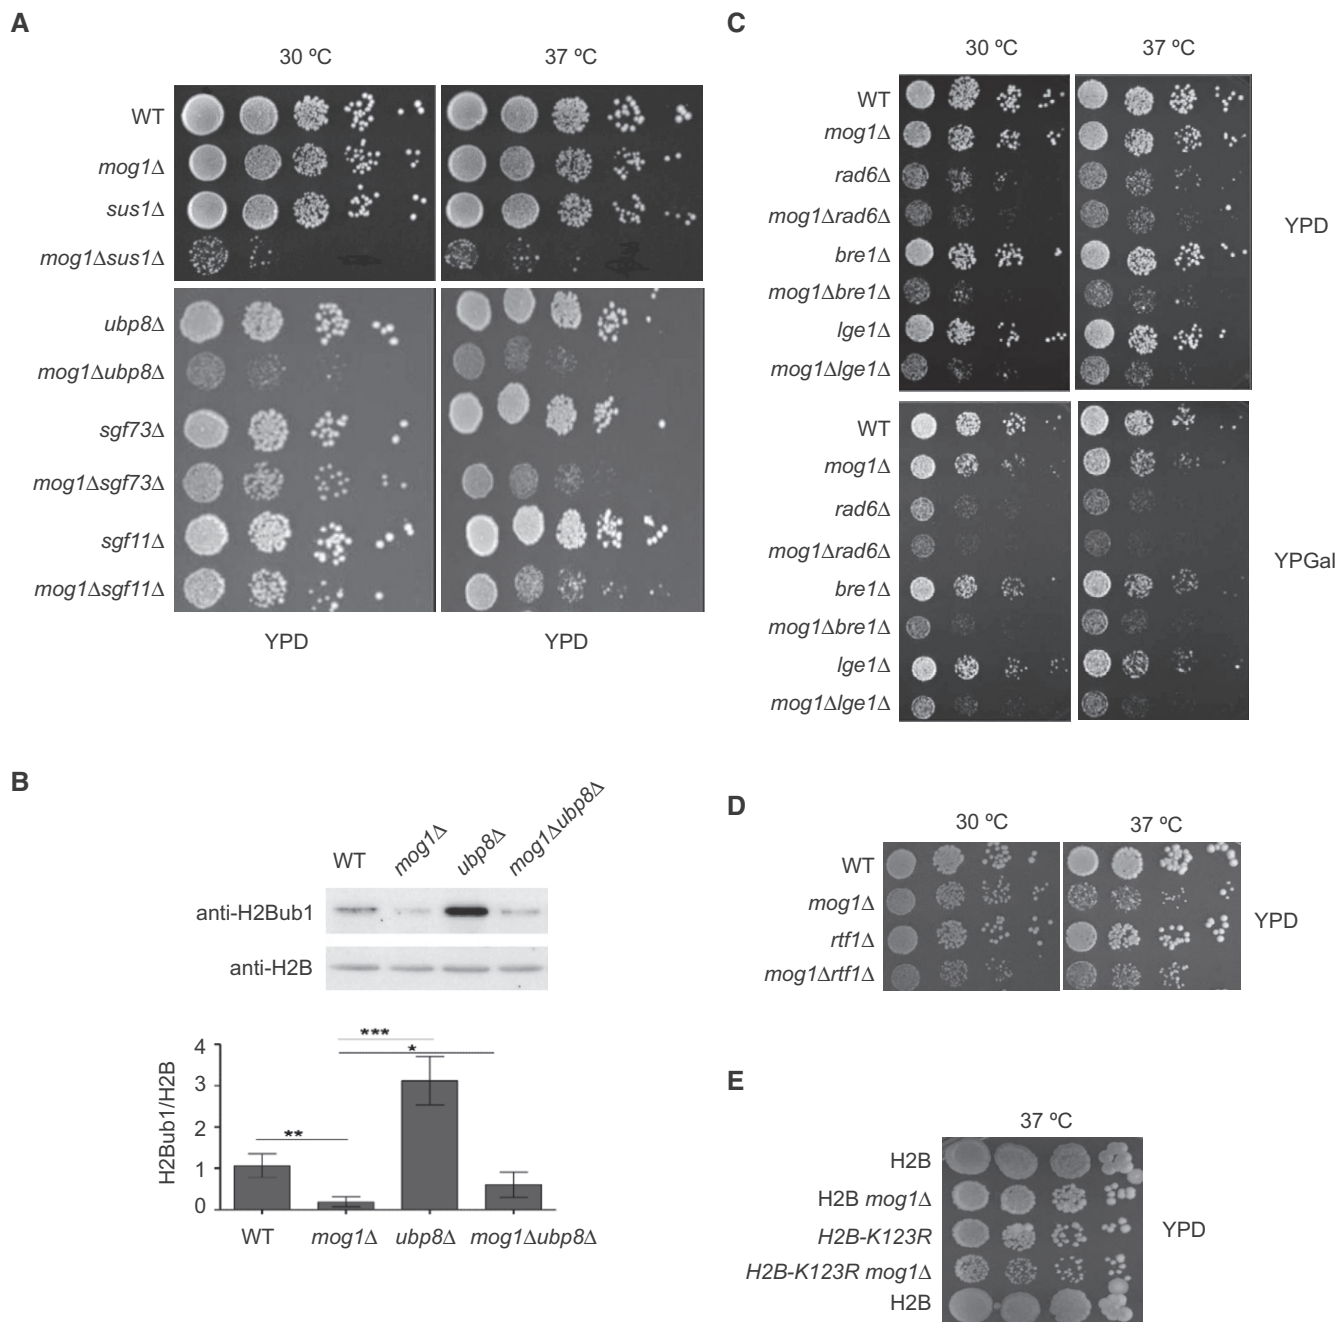 A
30 ºC
37 ºC
WT
mog1Δ
sus1Δ
mog1Δsus1Δ
ubp8Δ
mog1Δubp8Δ
sgf73Δ
mog1Δsgf73Δ
sgf11Δ
mog1Δsgf11Δ
YPD
YPD
B
WT
mog1Δ
ubp8Δ
mog1Δubp8Δ
anti-H2Bub1
anti-H2B
H2Bub1/H2B
4
3
2
1
0
***
*
**
WT
mog1Δ
ubp8Δ
mog1Δubp8Δ
C
30 ºC
37 ºC
WT
mog1Δ
rad6Δ
mog1Δrad6Δ
bre1Δ
mog1Δbre1Δ
lge1Δ
mog1Δlge1Δ
YPD
WT
mog1Δ
rad6Δ
mog1Δrad6Δ
bre1Δ
mog1Δbre1Δ
lge1Δ
mog1Δlge1Δ
YPGal
D
30 ºC
37 ºC
WT
mog1Δ
rtf1Δ
mog1Δrtf1Δ
YPD
E
37 ºC
H2B
H2B mog1Δ
H2B-K123R
H2B-K123R mog1Δ
H2B
YPD